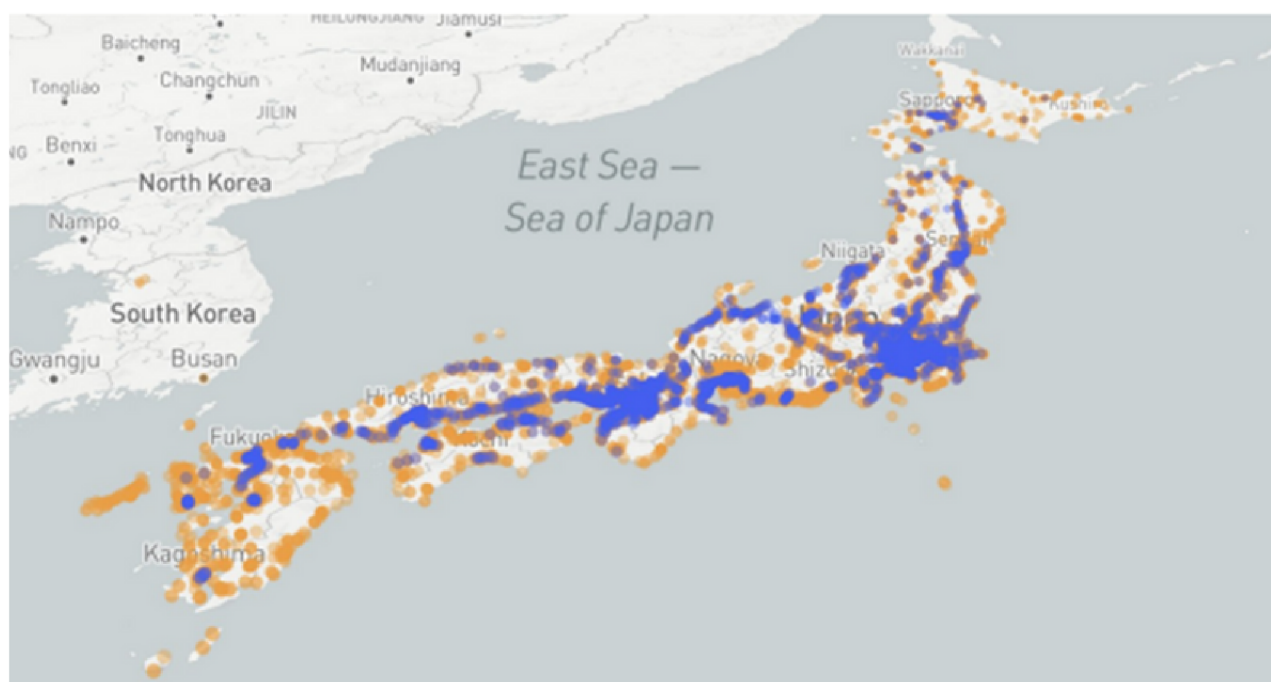 HEILONGJIANG
Jiamusi
Baicheng
Mudanjiang
Wakkanai
Tongliao
Changchun
JILIN
Sapporo
Kushiro
Tonghua
Benxi
East Sea —
Sea of Japan
North Korea
Nampo
Niigata
South Korea
Gwangju
Busan
Nagoya
Hiroshima
Kagoshima